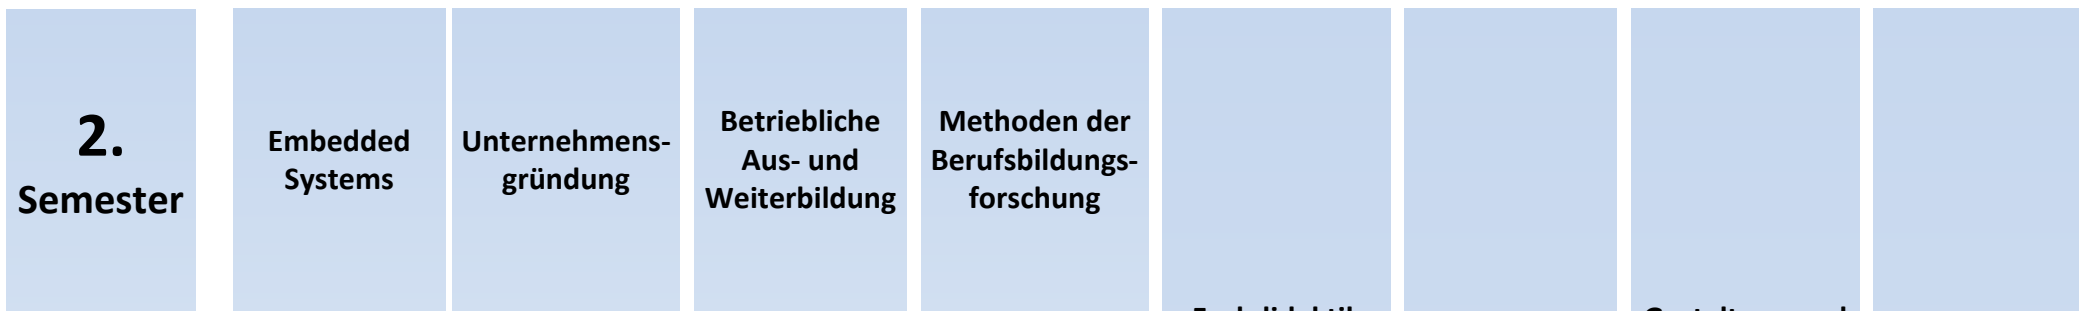 2.
Semester
Embedded
Systems
Unternehmens-
gründung
Betriebliche
Aus- und
Weiterbildung
Methoden der
Berufsbildungs-
forschung